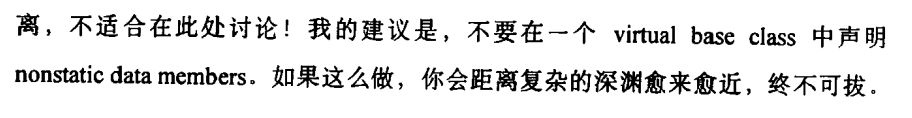 离，不适合在此处讨论！我的建议是，不要在一个 virtual base class 中声明
nonstatic data members。如果这么做，你会距离复杂的深渊愈来愈近，终不可拔。